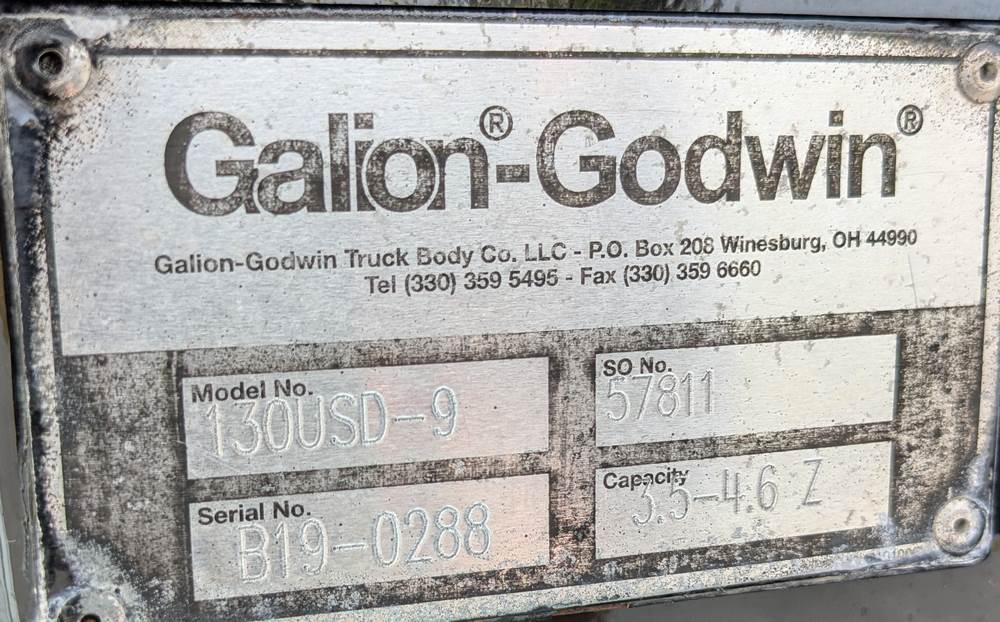 Galion®-Godwin®
Galion-Godwin Truck Body Co. LLC - P.O. Box 208 Winesburg, OH 44990
Tel (330) 359 5495 - Fax (330) 359 6660
Model No.
130USD-9
SO No.
57811
Serial No.
B19-0288
Capacity
3.5-4.6 Z